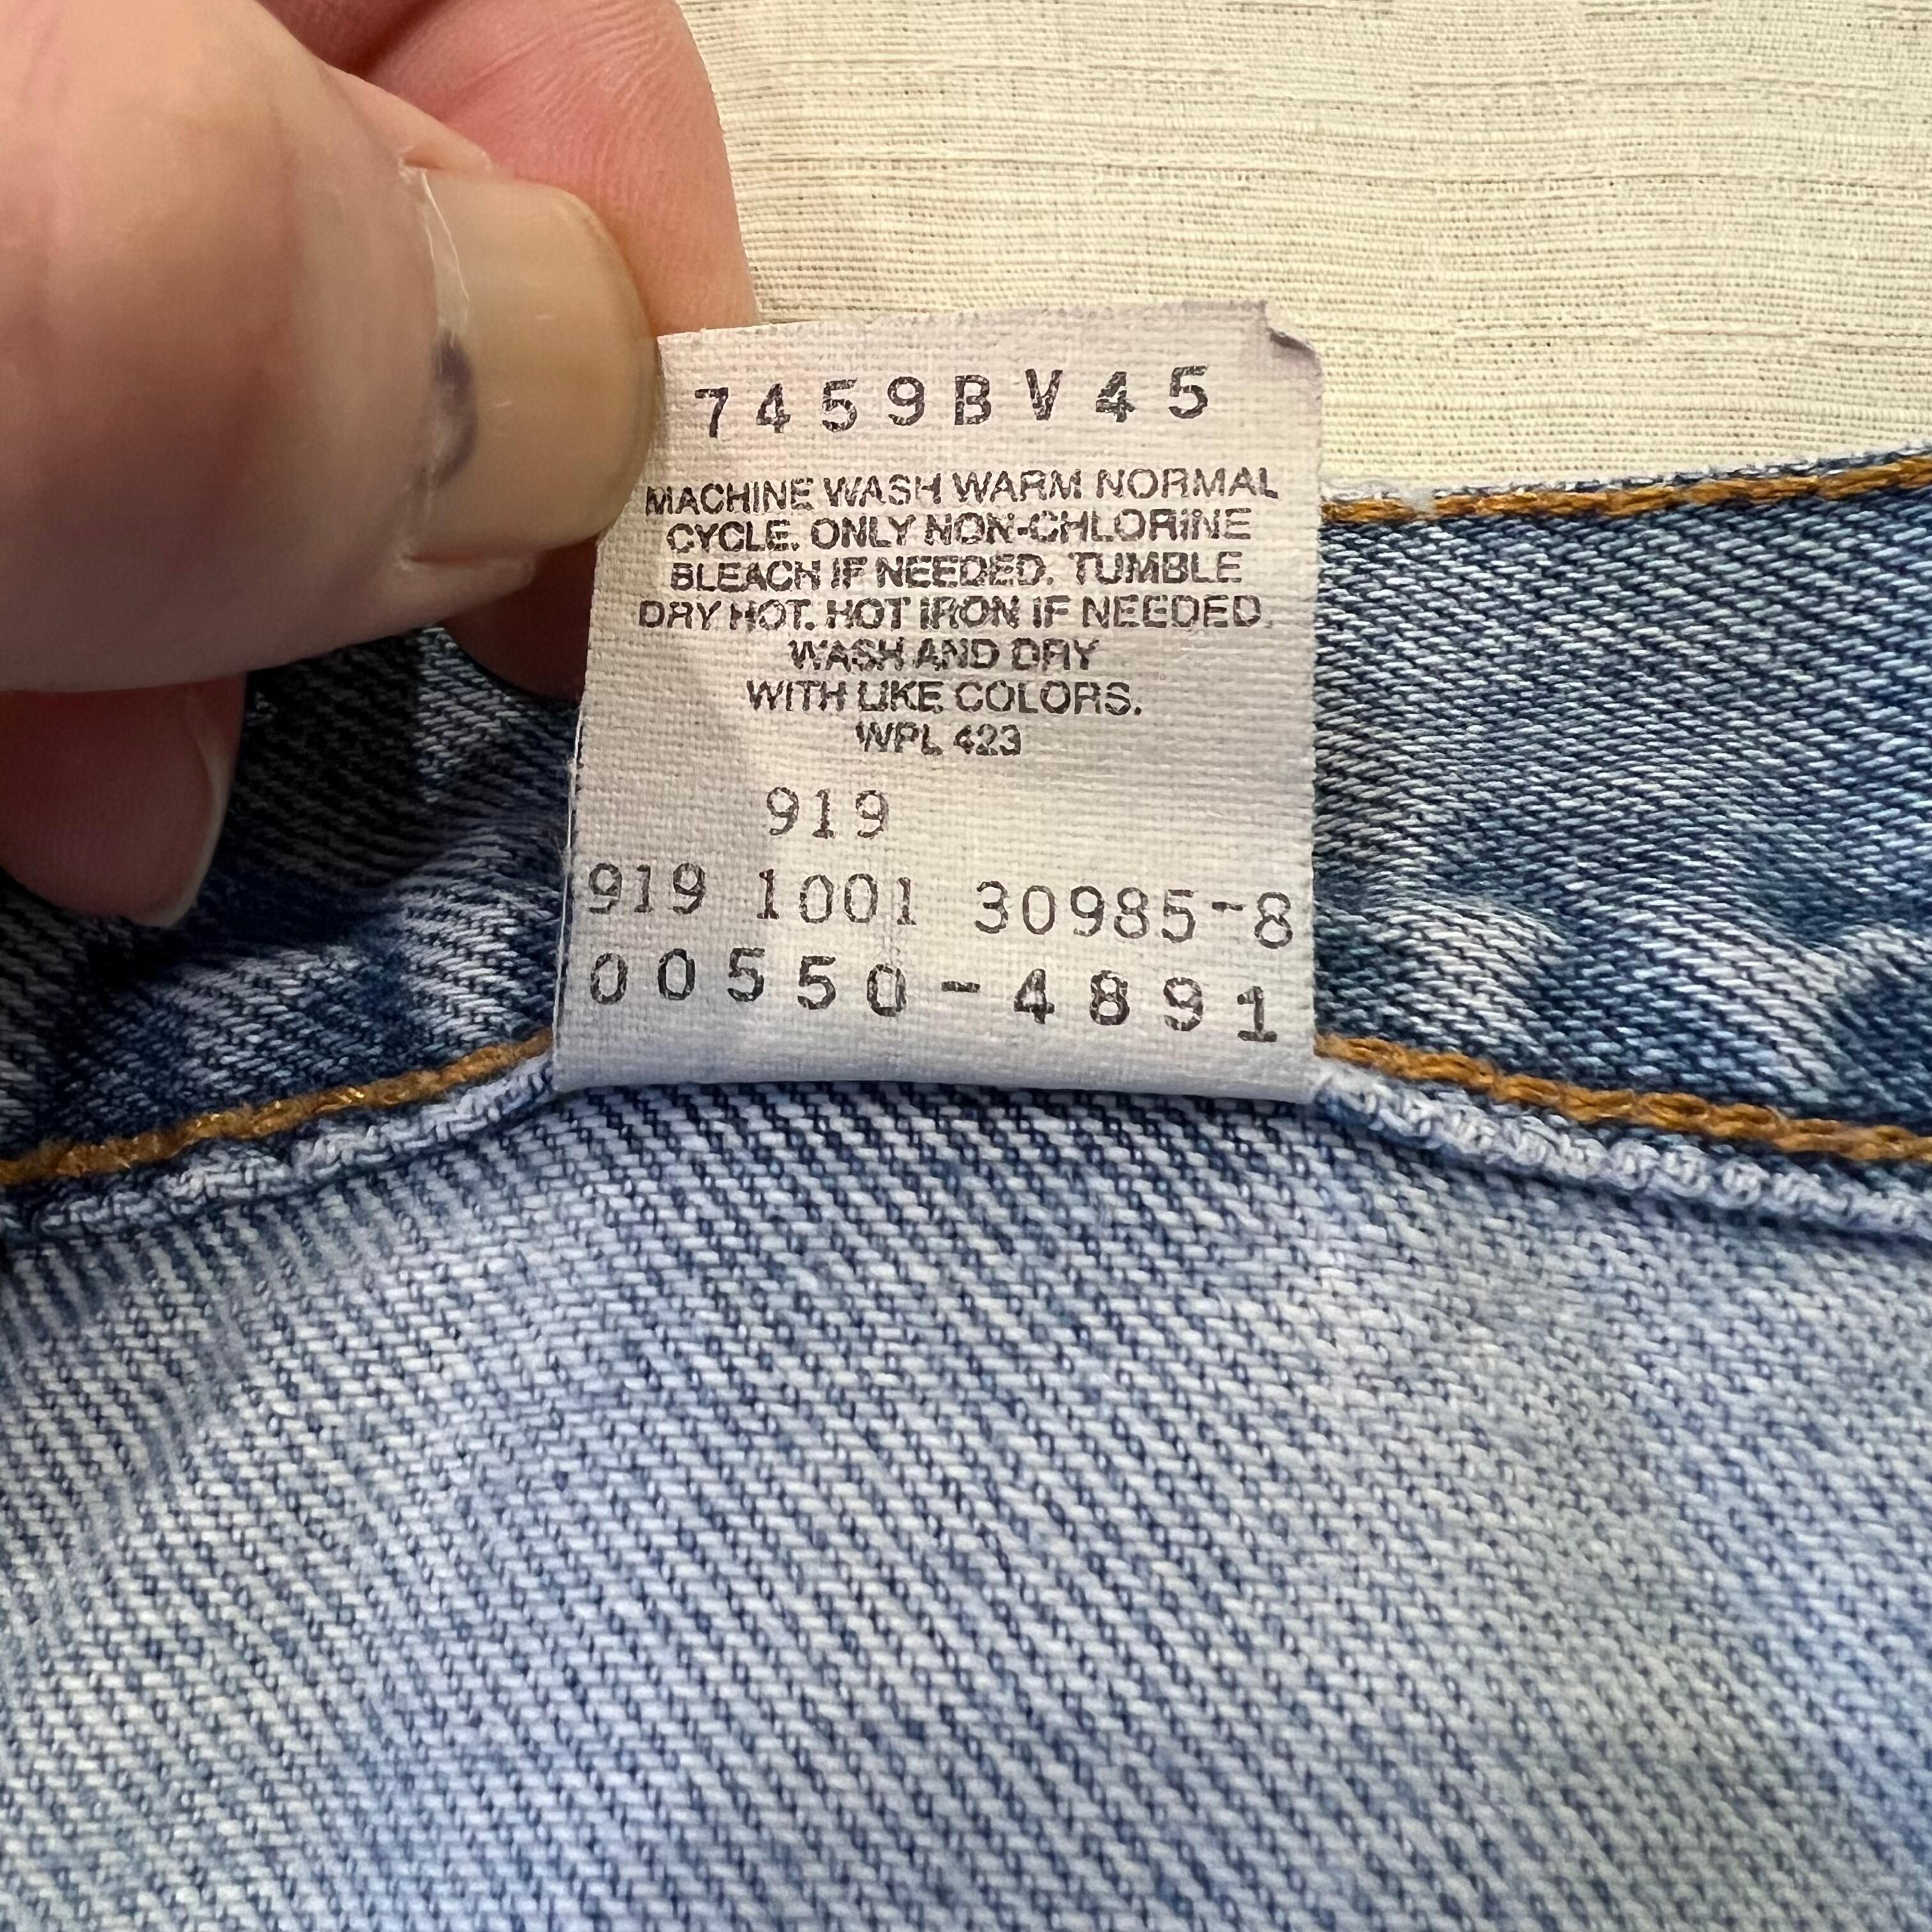 7459BV45
MACHINE WASH WARM NORMAL
CYCLE. ONLY NON-CHLORINE
BLEACH IF NEEDED. TUMBLE
DRY HOT. HOT IRON IF NEEDED.
WASH AND DRY
WITH LIKE COLORS.
WPL 423
919
919 1001 30985-8
00550-4891